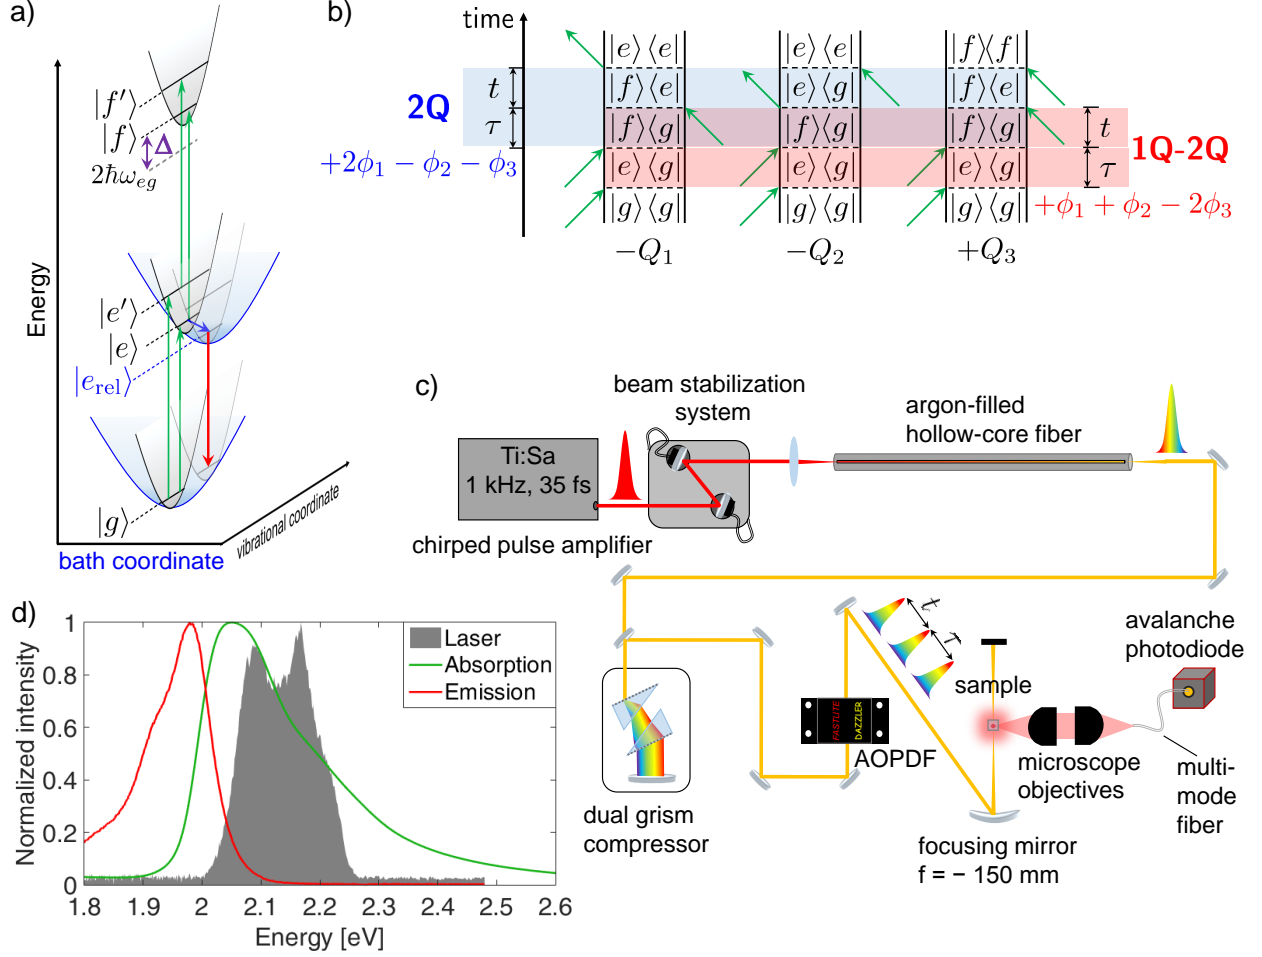 a)
Energy
|f′⟩
|f⟩
Δ
2ħω_eg
|e′⟩
|e⟩
|e_rel⟩
|g⟩
bath coordinate
vibrational coordinate
b)
time
|e⟩⟨e| |e⟩⟨e| |f⟩⟨f|
t |f⟩⟨e| |e⟩⟨g| |f⟩⟨e|
2Q
τ |f⟩⟨g| |f⟩⟨g| |f⟩⟨g| t
1Q-2Q
+2ϕ₁ − ϕ₂ − ϕ₃
|e⟩⟨g| |e⟩⟨g| |e⟩⟨g| τ
|g⟩⟨g| |g⟩⟨g| |g⟩⟨g|
+ϕ₁ + ϕ₂ − 2ϕ₃
−Q₁ −Q₂ +Q₃
c)
beam stabilization
system
argon-filled
hollow-core fiber
Ti:Sa
1 kHz, 35 fs
chirped pulse amplifier
t
τ
avalanche
photodiode
sample
FASTLITE
DAZZLER
AOPDF
microscope
objectives
multi-
mode
fiber
dual grism
compressor
focusing mirror
f = − 150 mm
d)
Normalized intensity
1
0.8
0.6
0.4
0.2
0
Laser
Absorption
Emission
1.8 1.9 2 2.1 2.2 2.3 2.4 2.5 2.6
Energy [eV]